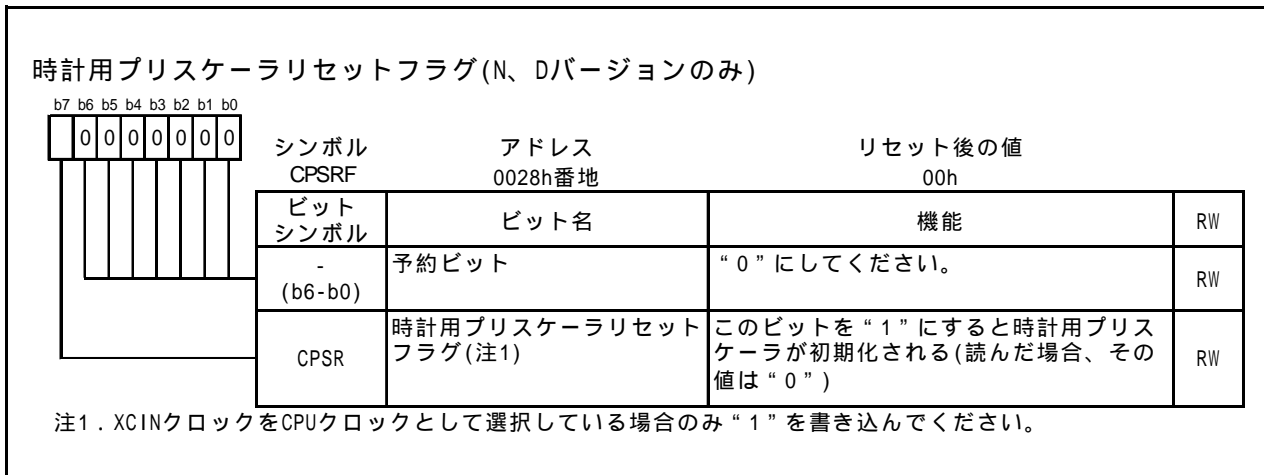 時計用プリスケーラリセットフラグ(N、Dバージョンのみ)
b7 b6 b5 b4 b3 b2 b1 b0
0 0 0 0 0 0 0
シンボル アドレス リセット後の値
CPSRF 0028h番地 00h
ビット
シンボル
ビット名 機能 RW
-
(b6-b0)
予約ビット “0”にしてください。 RW
CPSR
時計用プリスケーラリセット
フラグ(注1)
このビットを“1”にすると時計用プリス
ケーラが初期化される(読んだ場合、その
値は“0”)
RW
注1．XCINクロックをCPUクロックとして選択している場合のみ“1”を書き込んでください。